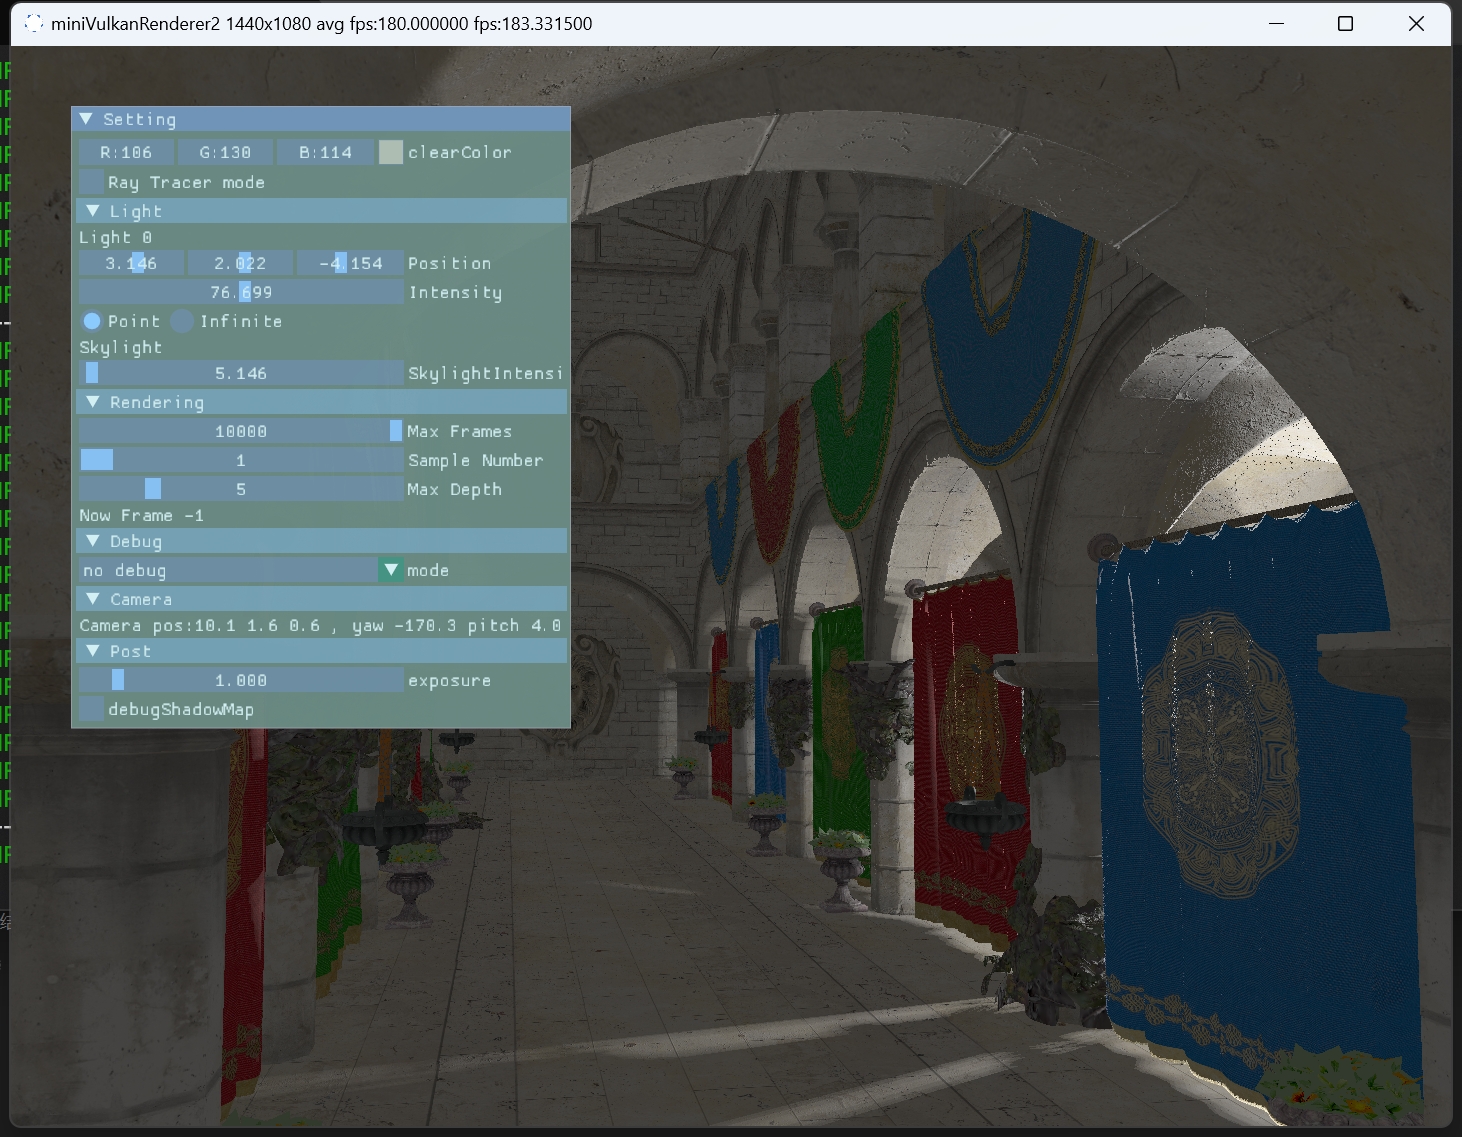 miniVulkanRenderer2 1440x1080 avg fps:180.000000 fps:183.331500
Setting
R:106 G:130 B:114 clearColor
Ray Tracer mode
Light
Light 0
3.146 2.022 -4.154 Position
76.699 Intensity
Point Infinite
Skylight
5.146 SkylightIntensi
Rendering
10000 Max Frames
1 Sample Number
5 Max Depth
Now Frame -1
Debug
no debug mode
Camera
Camera pos:10.1 1.6 0.6 , yaw -170.3 pitch 4.0
Post
1.000 exposure
debugShadowMap